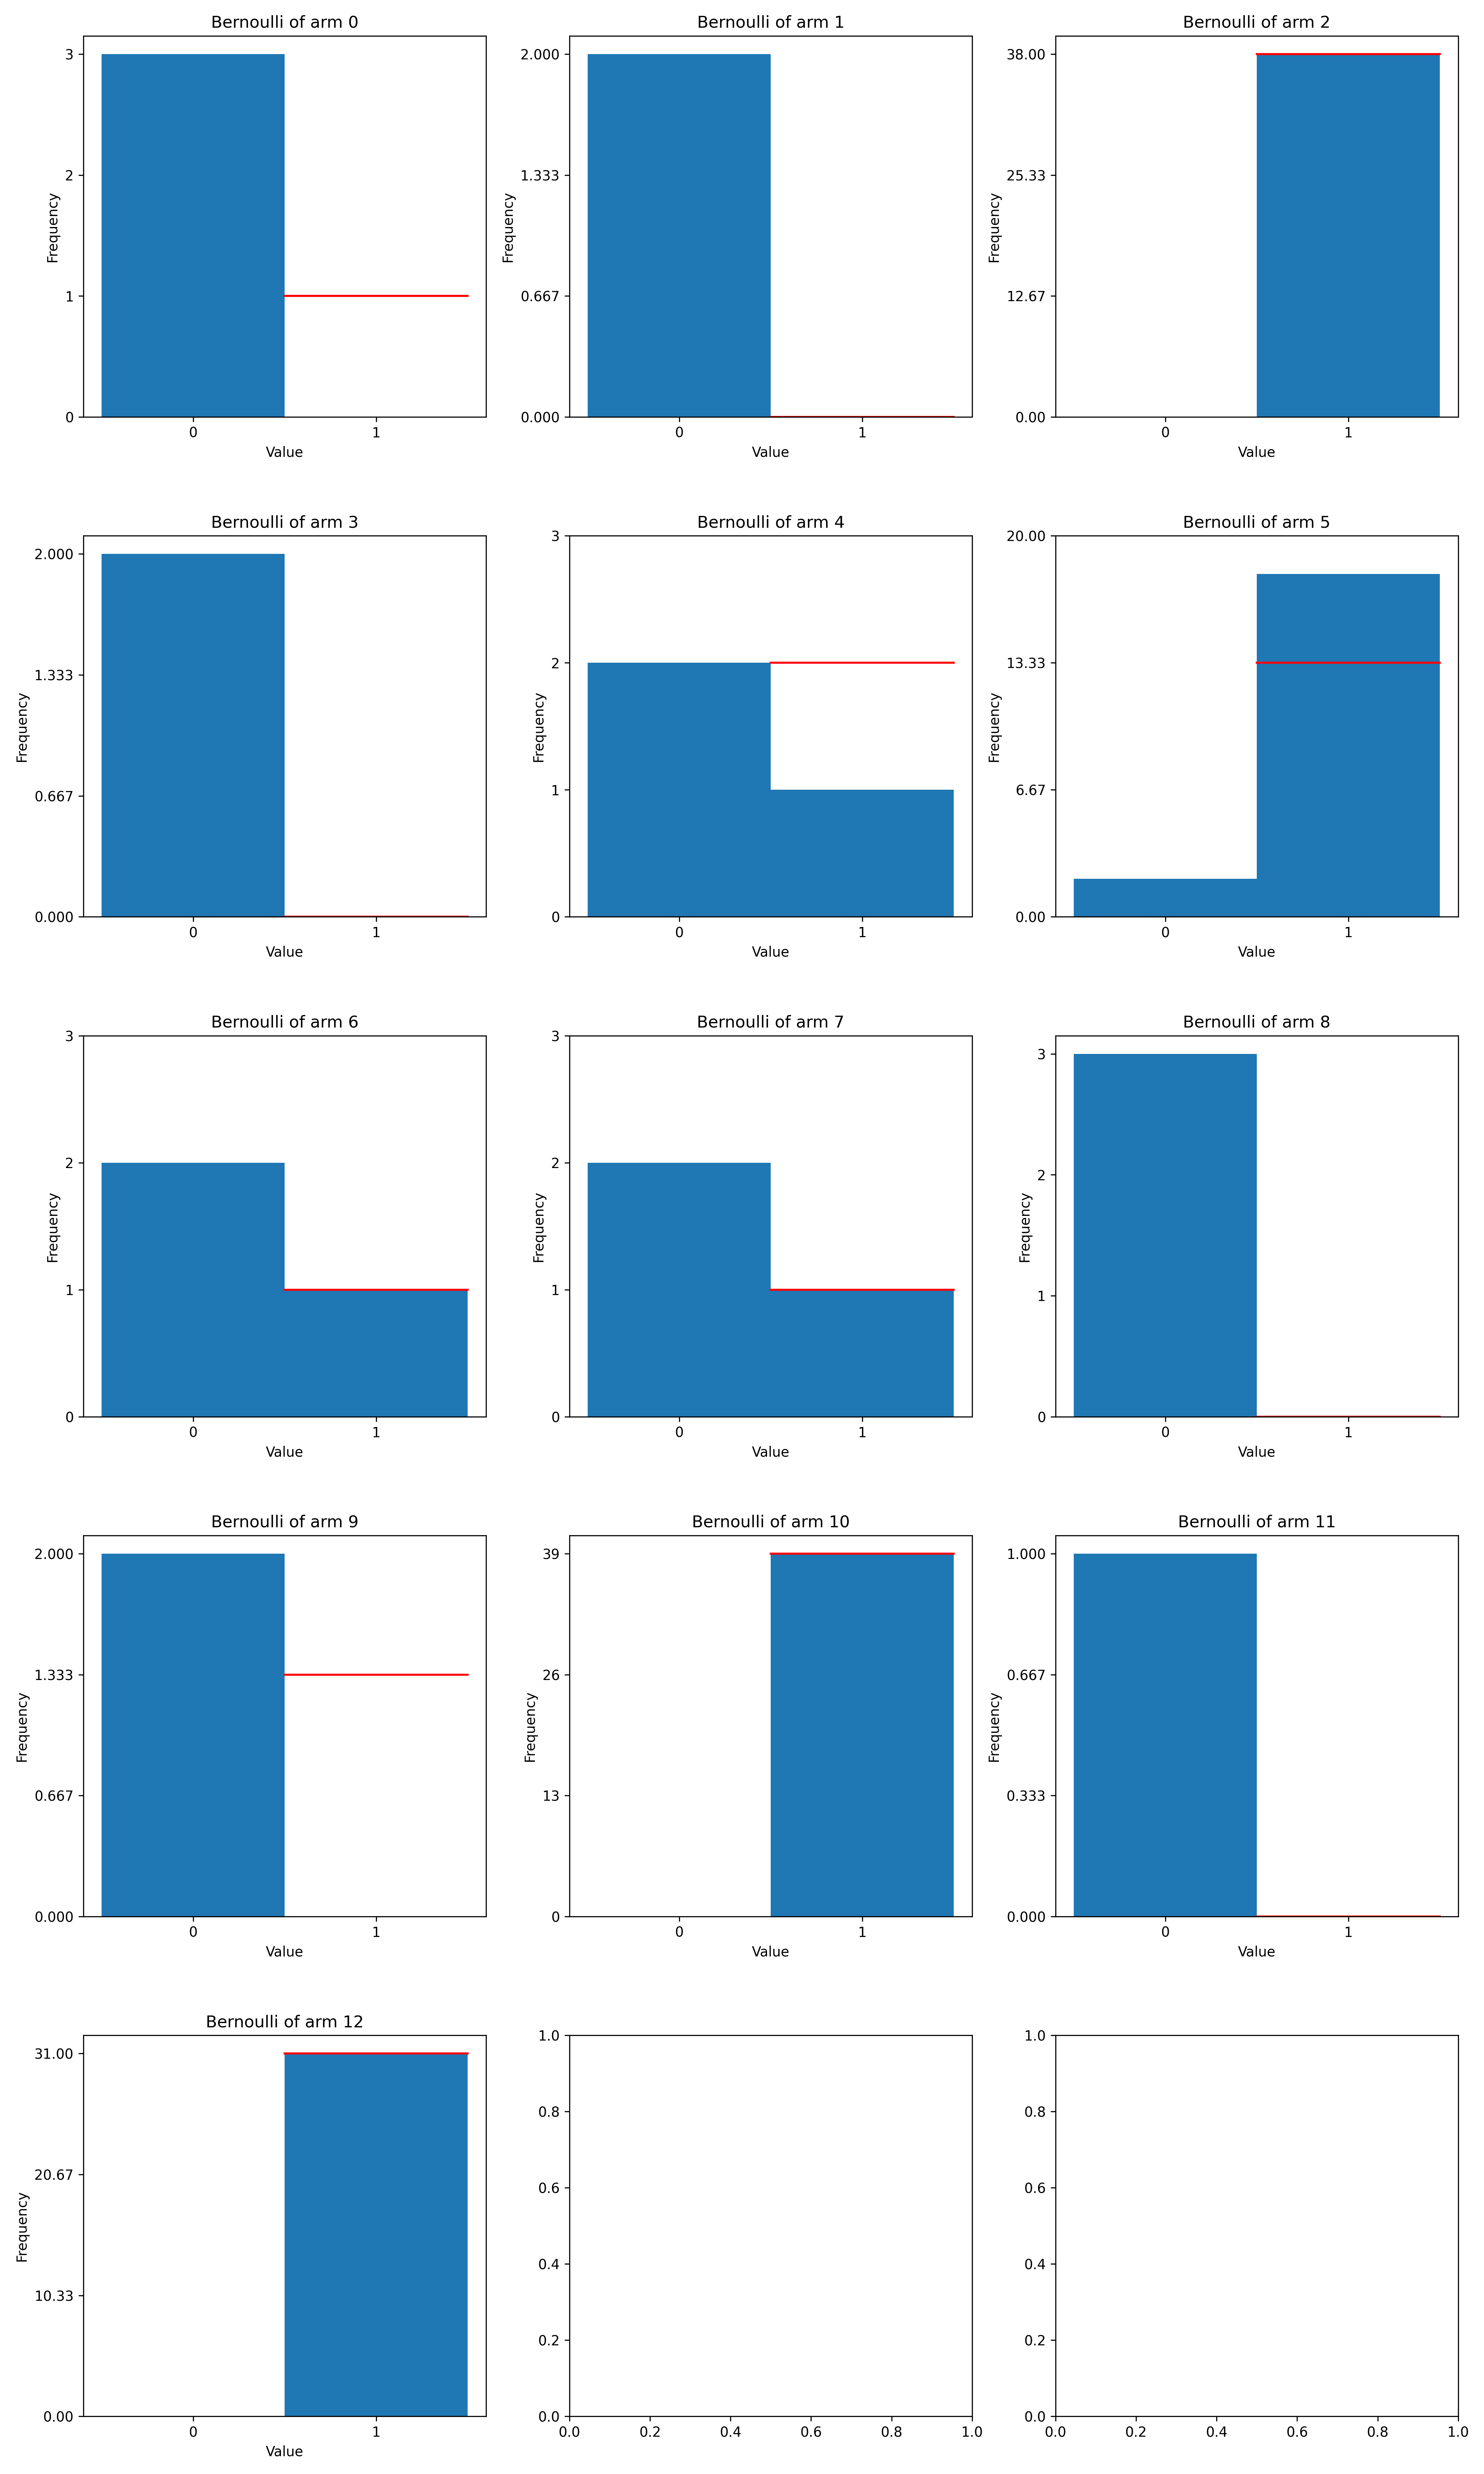 Bernoulli of arm 0
3
2
1
0
Frequency
0 1
Value
Bernoulli of arm 1
2.000
1.333
0.667
0.000
Frequency
0 1
Value
Bernoulli of arm 2
38.00
25.33
12.67
0.00
Frequency
0 1
Value
Bernoulli of arm 3
2.000
1.333
0.667
0.000
Frequency
0 1
Value
Bernoulli of arm 4
3
2
1
0
Frequency
0 1
Value
Bernoulli of arm 5
20.00
13.33
6.67
0.00
Frequency
0 1
Value
Bernoulli of arm 6
3
2
1
0
Frequency
0 1
Value
Bernoulli of arm 7
3
2
1
0
Frequency
0 1
Value
Bernoulli of arm 8
3
2
1
0
Frequency
0 1
Value
Bernoulli of arm 9
2.000
1.333
0.667
0.000
Frequency
0 1
Value
Bernoulli of arm 10
39
26
13
0
Frequency
0 1
Value
Bernoulli of arm 11
1.000
0.667
0.333
0.000
Frequency
0 1
Value
Bernoulli of arm 12
31.00
20.67
10.33
0.00
Frequency
0 1
Value
1.0
0.8
0.6
0.4
0.2
0.0
0.0 0.2 0.4 0.6 0.8 1.0
1.0
0.8
0.6
0.4
0.2
0.0
0.0 0.2 0.4 0.6 0.8 1.0